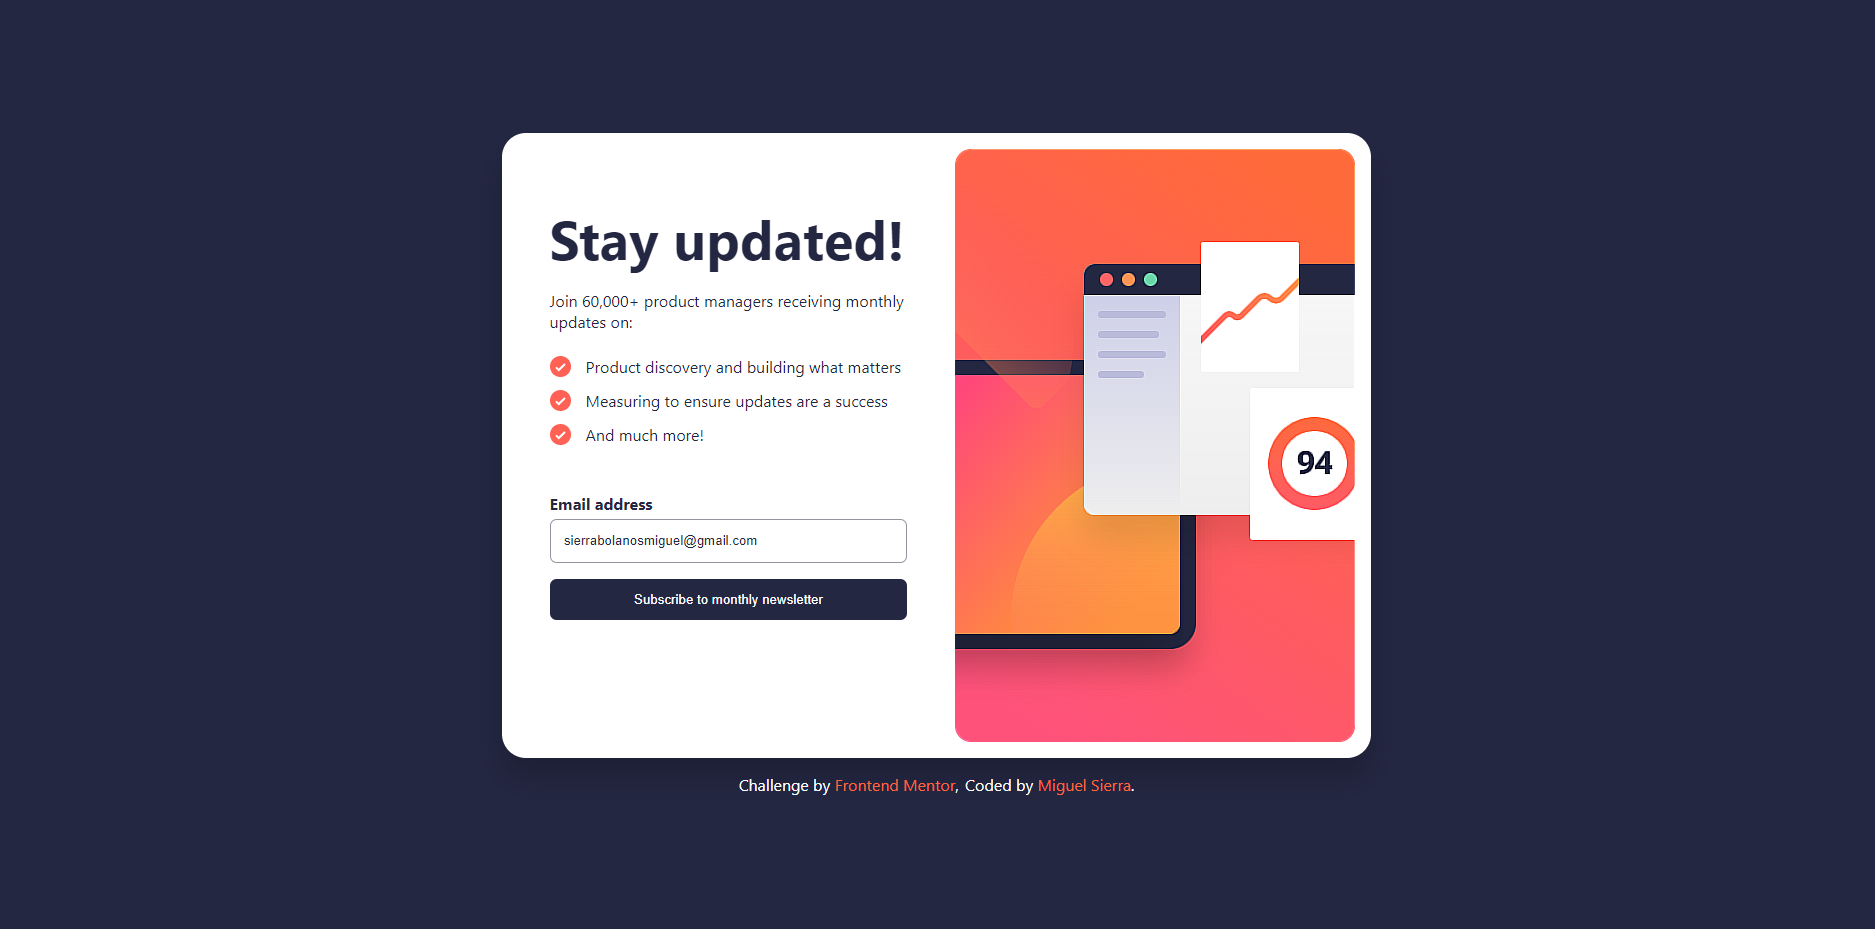 Stay updated!
Join 60,000+ product managers receiving monthly
updates on:
Product discovery and building what matters
Measuring to ensure updates are a success
And much more!
Email address
sierrabolanosmiguel@gmail.com
Subscribe to monthly newsletter
94
Challenge by Frontend Mentor, Coded by Miguel Sierra.